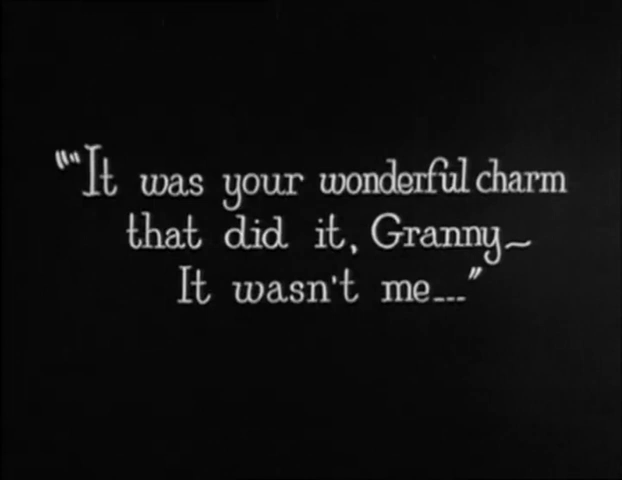 ""It was your wonderful charm
that did it, Granny~
It wasn't me---"